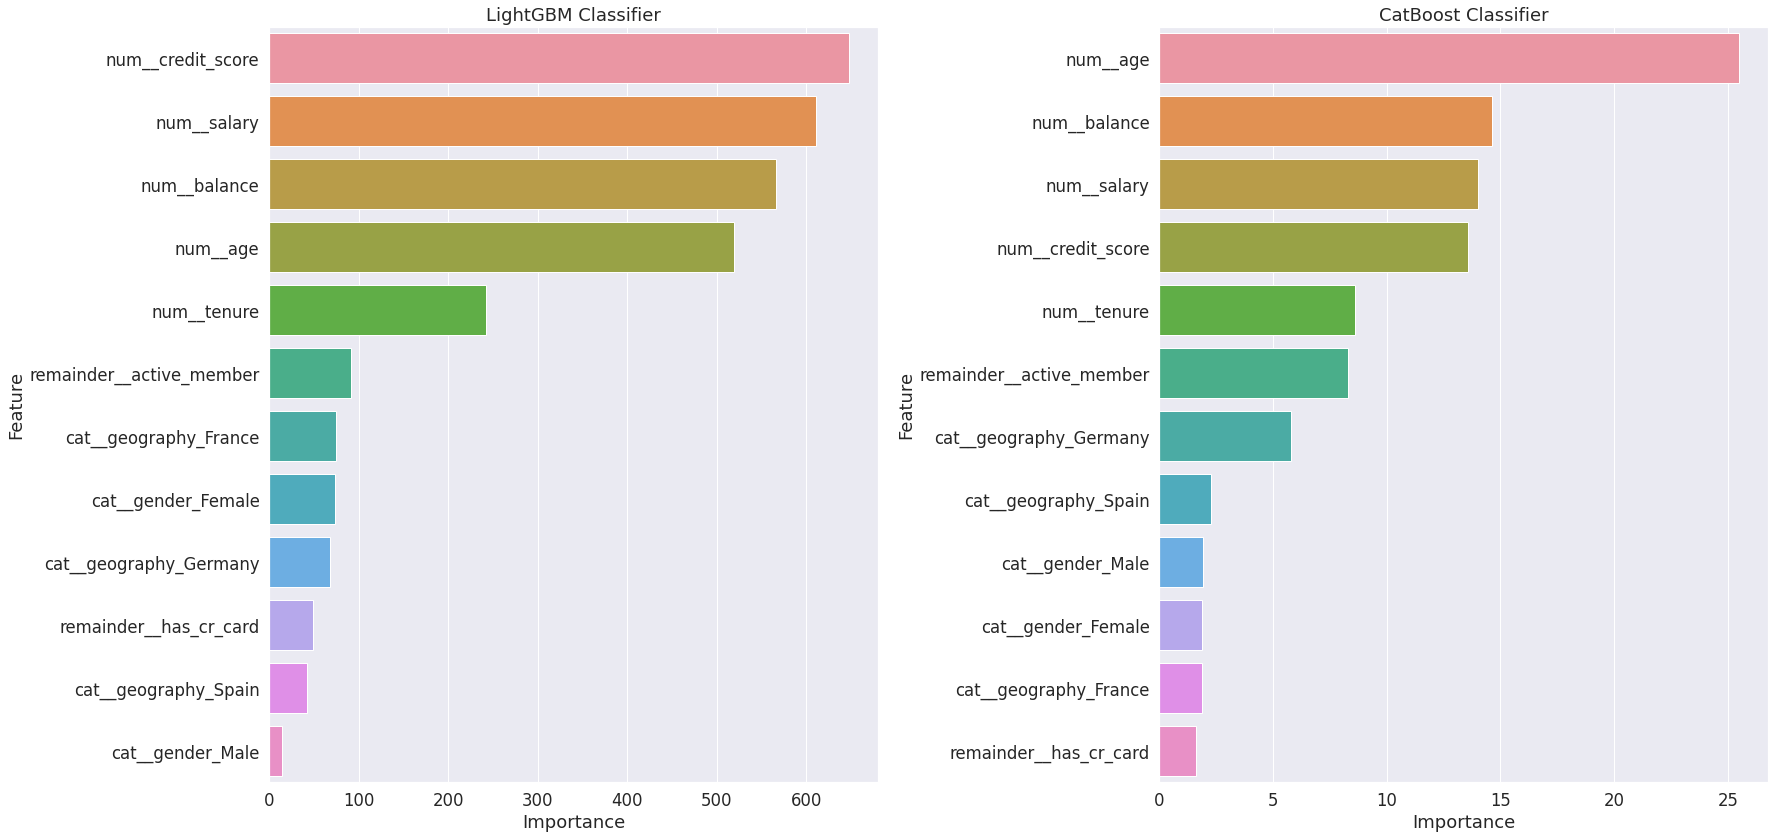 LightGBM Classifier
Feature
num__credit_score
num__salary
num__balance
num__age
num__tenure
remainder__active_member
cat__geography_France
cat__gender_Female
cat__geography_Germany
remainder__has_cr_card
cat__geography_Spain
cat__gender_Male
0 100 200 300 400 500 600
Importance
CatBoost Classifier
Feature
num__age
num__balance
num__salary
num__credit_score
num__tenure
remainder__active_member
cat__geography_Germany
cat__geography_Spain
cat__gender_Male
cat__gender_Female
cat__geography_France
remainder__has_cr_card
0 5 10 15 20 25
Importance